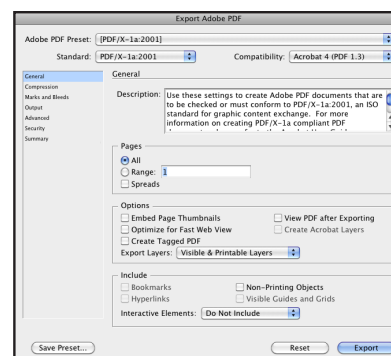 Export Adobe PDF
Adobe PDF Preset: [PDF/X-1a:2001]
Standard: PDF/X-1a:2001 Compatibility: Acrobat 4 (PDF 1.3)
General
Compression
Marks and Bleeds
Output
Advanced
Security
Summary
General
Description: Use these settings to create Adobe PDF documents that are
to be checked or must conform to PDF/X-1a:2001, an ISO
standard for graphic content exchange. For more
information on creating PDF/X-1a compliant PDF
Pages
All
Range: 1
Spreads
Options
Embed Page Thumbnails View PDF after Exporting
Optimize for Fast Web View Create Acrobat Layers
Create Tagged PDF
Export Layers: Visible & Printable Layers
Include
Bookmarks Non-Printing Objects
Hyperlinks Visible Guides and Grids
Interactive Elements: Do Not Include
Save Preset... Reset Export